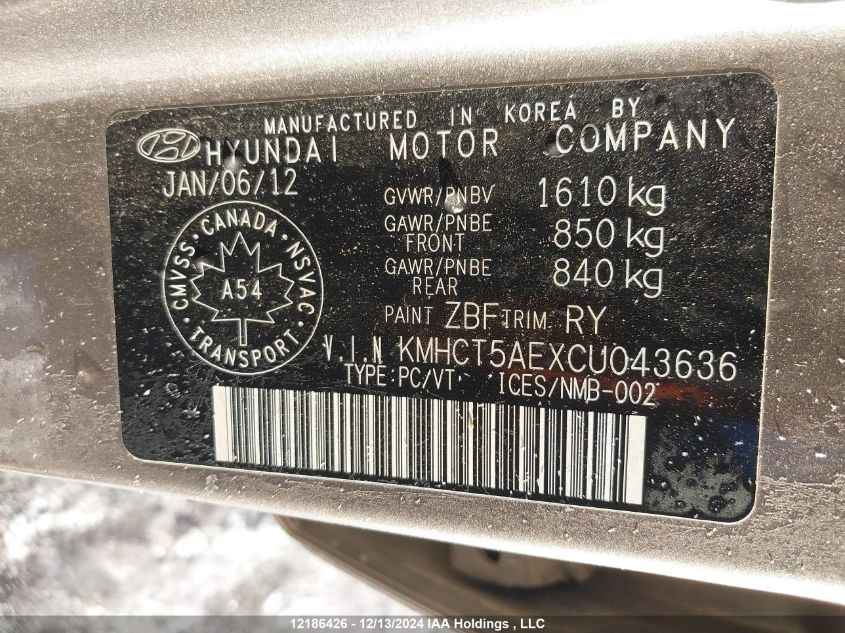 MANUFACTURED IN KOREA BY
HYUNDAI MOTOR COMPANY
JAN/06/12
GVWR/PNBV 1610 kg
GAWR/PNBE FRONT 850 kg
GAWR/PNBE REAR 840 kg
CMVSS · CANADA · NSVAC · TRANSPORT ·
A54
PAINT ZBF TRIM RY
V.I.N KMHCT5AEXCU043636
TYPE:PC/VT ICES/NMB-002
12186426 - 12/13/2024 IAA Holdings , LLC